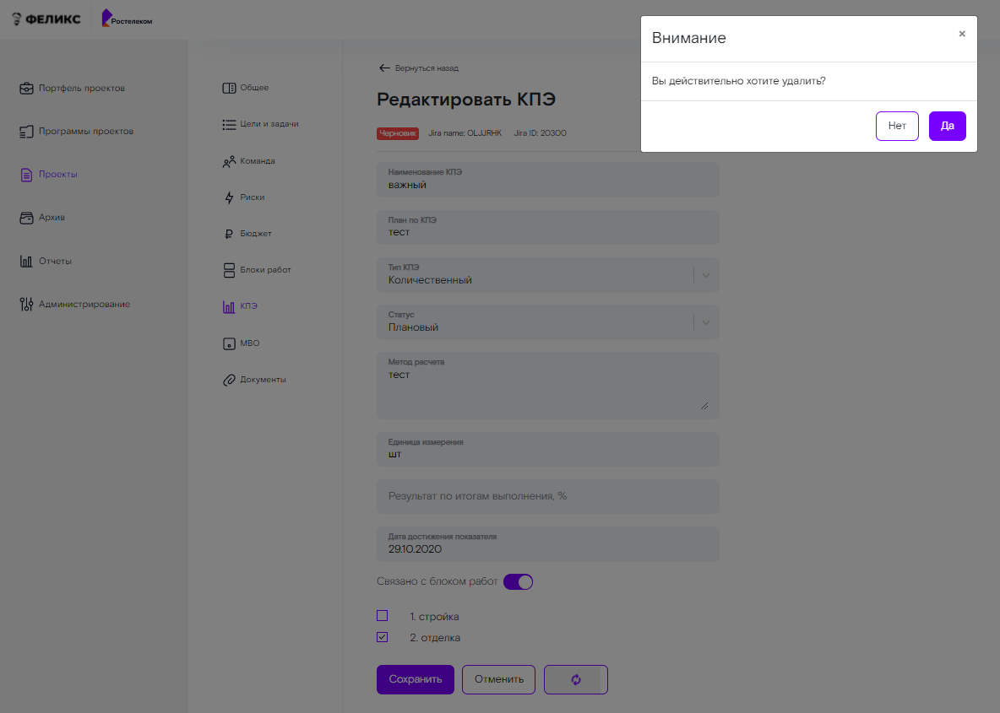 ФЕЛИКС
Ростелеком
Портфель проектов
Программы проектов
Проекты
Архив
Отчеты
Администрирование
Общее
Цели и задачи
Команда
Риски
Бюджет
Блоки работ
КПЭ
МВО
Документы
Вернуться назад
Редактировать КПЭ
Черновик Jira name: OLJJRHK Jira ID: 20300
Наименование КПЭ
важный
План по КПЭ
тест
Тип КПЭ
Количественный
Статус
Плановый
Метод расчета
тест
Единица измерения
шт
Результат по итогам выполнения, %
Дата достижения показателя
29.10.2020
Связано с блоком работ
1. стройка
2. отделка
Сохранить Отменить
Внимание ×
Вы действительно хотите удалить?
Нет Да